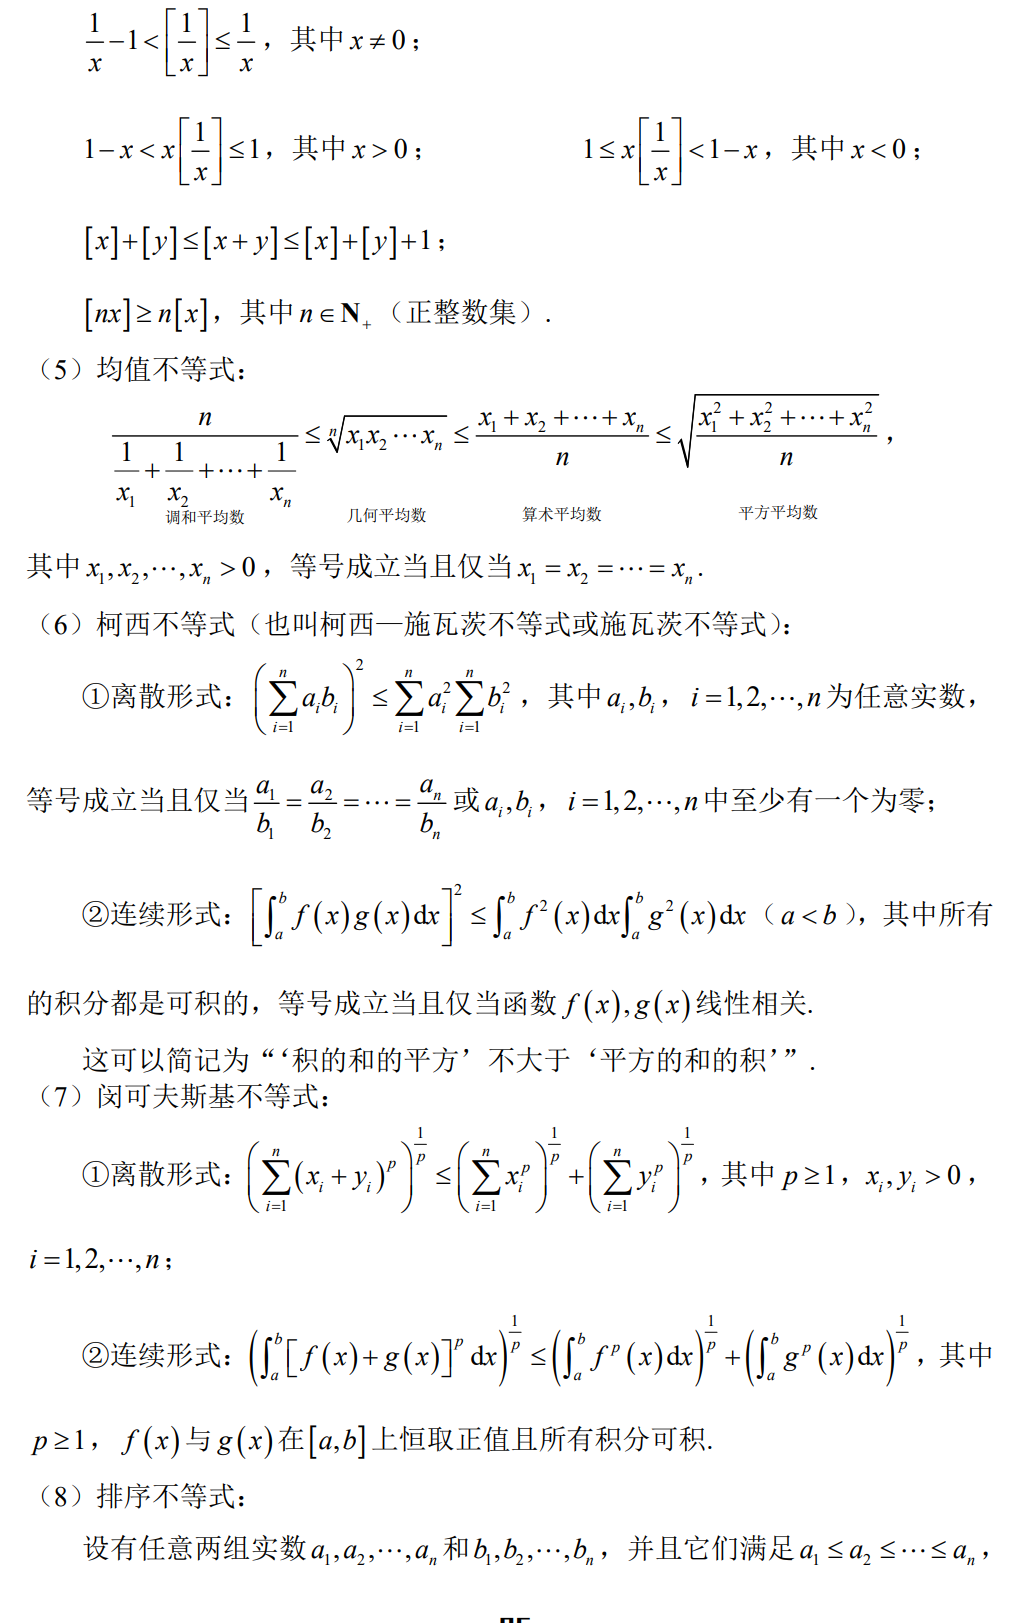 $\frac{1}{x}-1<\left[\frac{1}{x}\right]\leq\frac{1}{x}$，其中$x\neq 0$；
$1-x<x\left[\frac{1}{x}\right]\leq 1$，其中$x>0$； $1\leq x\left[\frac{1}{x}\right]<1-x$，其中$x<0$；
$[x]+[y]\leq[x+y]\leq[x]+[y]+1$；
$[nx]\geq n[x]$，其中$n\in\mathbf{N}_{+}$（正整数集）.
（5）均值不等式：
$\frac{n}{\frac{1}{x_1}+\frac{1}{x_2}+\cdots+\frac{1}{x_n}}\leq\sqrt[n]{x_1x_2\cdots x_n}\leq\frac{x_1+x_2+\cdots+x_n}{n}\leq\sqrt{\frac{x_1^2+x_2^2+\cdots+x_n^2}{n}}$，
调和平均数 几何平均数 算术平均数 平方平均数
其中$x_1,x_2,\cdots,x_n>0$，等号成立当且仅当$x_1=x_2=\cdots=x_n$.
（6）柯西不等式（也叫柯西—施瓦茨不等式或施瓦茨不等式）：
①离散形式：$\left(\sum_{i=1}^{n}a_ib_i\right)^2\leq\sum_{i=1}^{n}a_i^2\sum_{i=1}^{n}b_i^2$，其中$a_i,b_i$，$i=1,2,\cdots,n$为任意实数，
等号成立当且仅当$\frac{a_1}{b_1}=\frac{a_2}{b_2}=\cdots=\frac{a_n}{b_n}$或$a_i,b_i$，$i=1,2,\cdots,n$中至少有一个为零；
②连续形式：$\left[\int_a^b f(x)g(x)\mathrm{d}x\right]^2\leq\int_a^b f^2(x)\mathrm{d}x\int_a^b g^2(x)\mathrm{d}x$（$a<b$），其中所有
的积分都是可积的，等号成立当且仅当函数$f(x),g(x)$线性相关.
这可以简记为“‘积的和的平方’不大于‘平方的和的积’”.
（7）闵可夫斯基不等式：
①离散形式：$\left(\sum_{i=1}^{n}(x_i+y_i)^p\right)^{\frac{1}{p}}\leq\left(\sum_{i=1}^{n}x_i^p\right)^{\frac{1}{p}}+\left(\sum_{i=1}^{n}y_i^p\right)^{\frac{1}{p}}$，其中$p\geq 1$，$x_i,y_i>0$，
$i=1,2,\cdots,n$；
②连续形式：$\left(\int_a^b[f(x)+g(x)]^p\mathrm{d}x\right)^{\frac{1}{p}}\leq\left(\int_a^b f^p(x)\mathrm{d}x\right)^{\frac{1}{p}}+\left(\int_a^b g^p(x)\mathrm{d}x\right)^{\frac{1}{p}}$，其中
$p\geq 1$，$f(x)$与$g(x)$在$[a,b]$上恒取正值且所有积分可积.
（8）排序不等式：
设有任意两组实数$a_1,a_2,\cdots,a_n$和$b_1,b_2,\cdots,b_n$，并且它们满足$a_1\leq a_2\leq\cdots\leq a_n$，